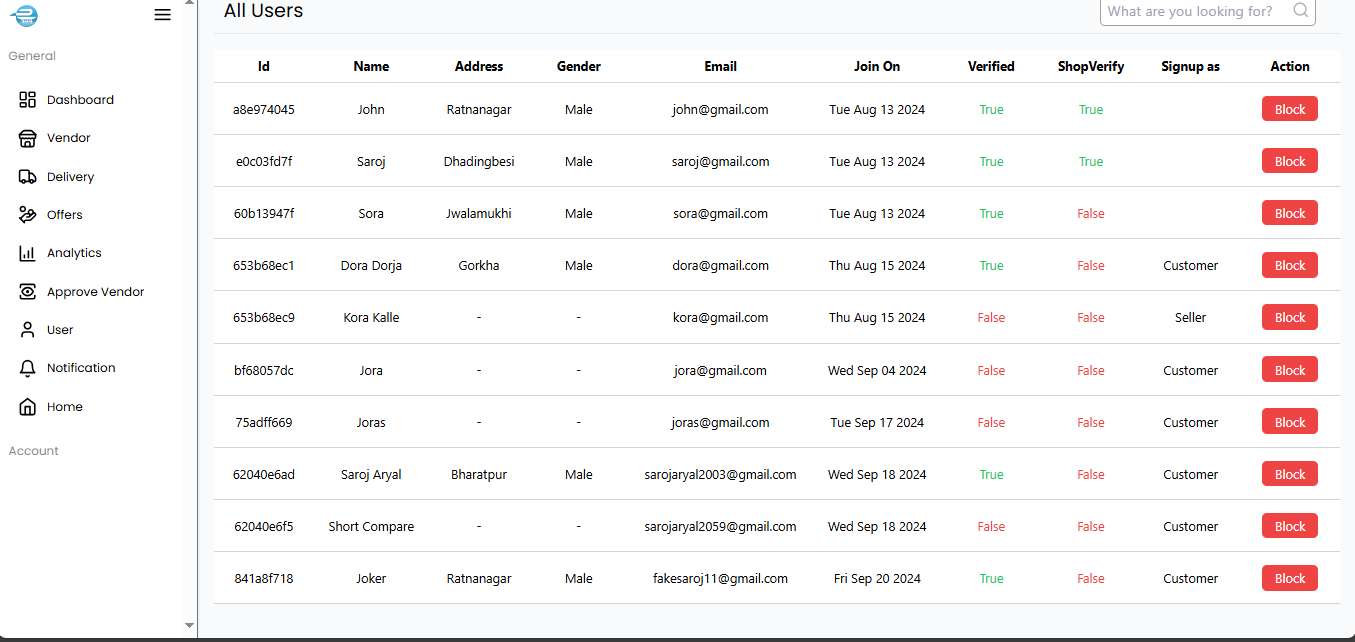 All Users
What are you looking for?
General
Dashboard
Vendor
Delivery
Offers
Analytics
Approve Vendor
User
Notification
Home
Account
Id Name Address Gender Email Join On Verified ShopVerify Signup as Action
a8e974045 John Ratnanagar Male john@gmail.com Tue Aug 13 2024 True True Block
e0c03fd7f Saroj Dhadingbesi Male saroj@gmail.com Tue Aug 13 2024 True True Block
60b13947f Sora Jwalamukhi Male sora@gmail.com Tue Aug 13 2024 True False Block
653b68ec1 Dora Dorja Gorkha Male dora@gmail.com Thu Aug 15 2024 True False Customer Block
653b68ec9 Kora Kalle - - kora@gmail.com Thu Aug 15 2024 False False Seller Block
bf68057dc Jora - - jora@gmail.com Wed Sep 04 2024 False False Customer Block
75adff669 Joras - - joras@gmail.com Tue Sep 17 2024 False False Customer Block
62040e6ad Saroj Aryal Bharatpur Male sarojaryal2003@gmail.com Wed Sep 18 2024 True False Customer Block
62040e6f5 Short Compare - - sarojaryal2059@gmail.com Wed Sep 18 2024 False False Customer Block
841a8f718 Joker Ratnanagar Male fakesaroj11@gmail.com Fri Sep 20 2024 True False Customer Block